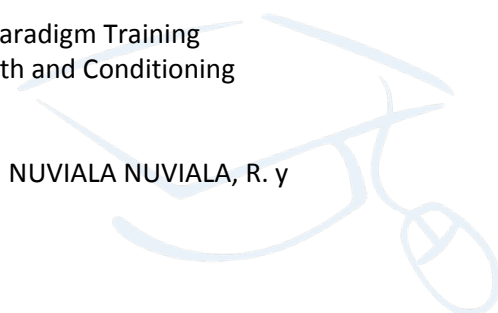 aradigm Training
th and Conditioning
NUVIALA NUVIALA, R. y